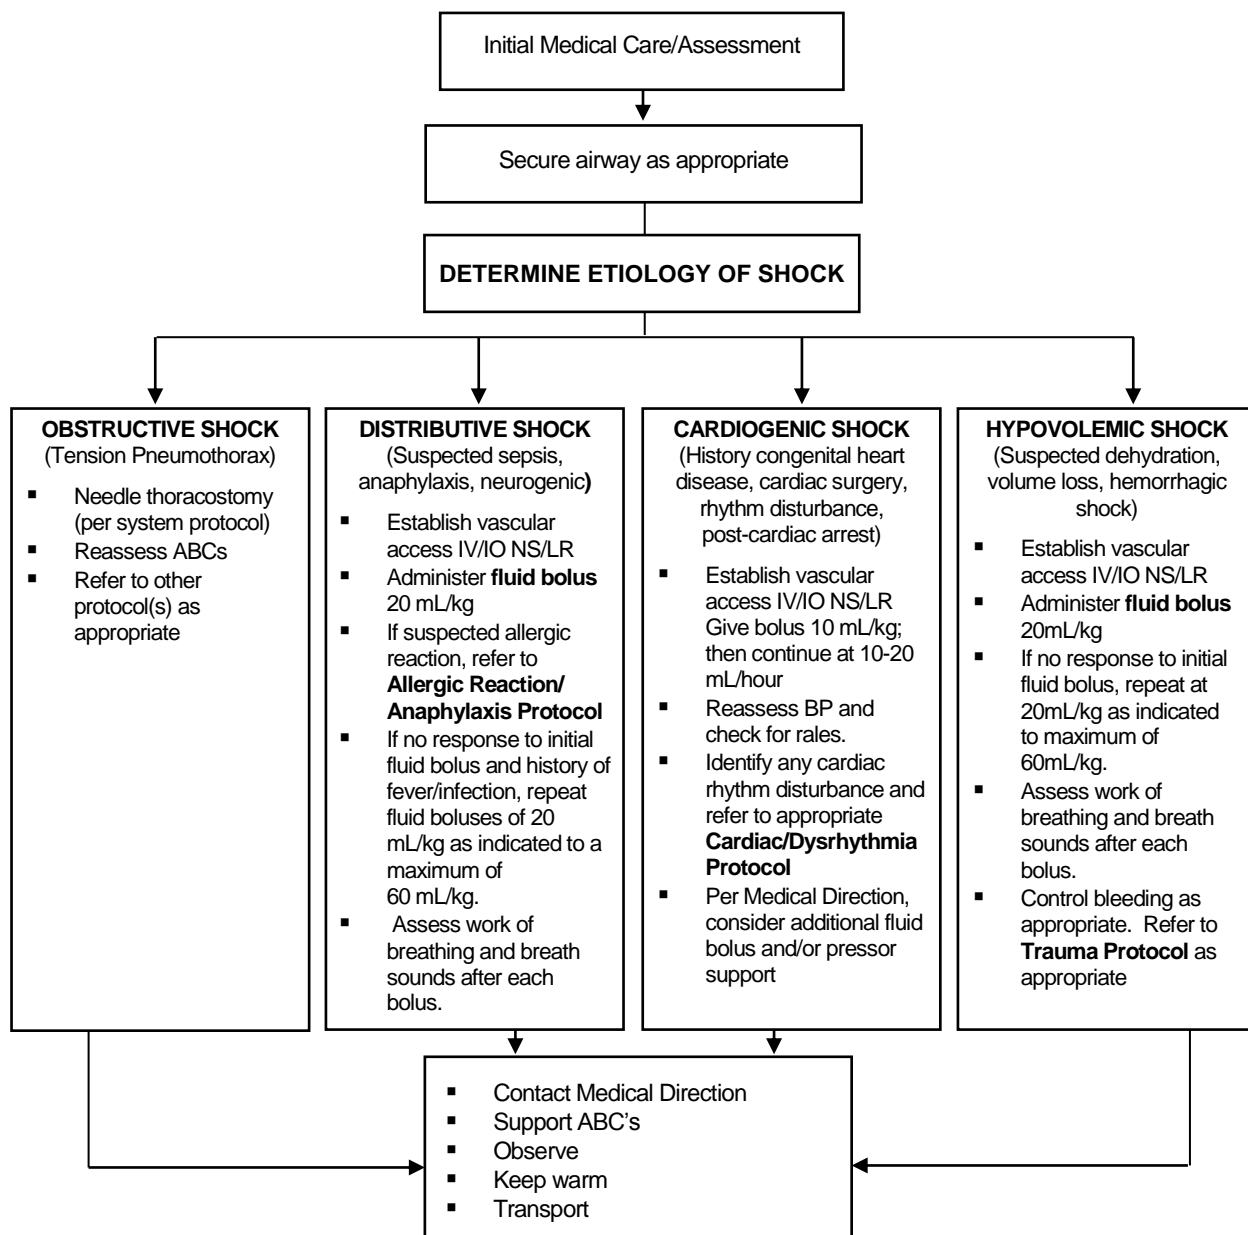 Initial Medical Care/Assessment
Secure airway as appropriate
DETERMINE ETIOLOGY OF SHOCK
OBSTRUCTIVE SHOCK
(Tension Pneumothorax)
▪ Needle thoracostomy
(per system protocol)
▪ Reassess ABCs
▪ Refer to other
protocol(s) as
appropriate
DISTRIBUTIVE SHOCK
(Suspected sepsis,
anaphylaxis, neurogenic)
▪ Establish vascular
access IV/IO NS/LR
▪ Administer fluid bolus
20 mL/kg
▪ If suspected allergic
reaction, refer to
Allergic Reaction/
Anaphylaxis Protocol
▪ If no response to initial
fluid bolus and history of
fever/infection, repeat
fluid boluses of 20
mL/kg as indicated to a
maximum of
60 mL/kg.
▪ Assess work of
breathing and breath
sounds after each
bolus.
CARDIOGENIC SHOCK
(History congenital heart
disease, cardiac surgery,
rhythm disturbance,
post-cardiac arrest)
▪ Establish vascular
access IV/IO NS/LR
Give bolus 10 mL/kg;
then continue at 10-20
mL/hour
▪ Reassess BP and
check for rales.
▪ Identify any cardiac
rhythm disturbance and
refer to appropriate
Cardiac/Dysrhythmia
Protocol
▪ Per Medical Direction,
consider additional fluid
bolus and/or pressor
support
HYPOVOLEMIC SHOCK
(Suspected dehydration,
volume loss, hemorrhagic
shock)
▪ Establish vascular
access IV/IO NS/LR
▪ Administer fluid bolus
20mL/kg
▪ If no response to initial
fluid bolus, repeat at
20mL/kg as indicated
to maximum of
60mL/kg.
▪ Assess work of
breathing and breath
sounds after each
bolus.
▪ Control bleeding as
appropriate. Refer to
Trauma Protocol as
appropriate
▪ Contact Medical Direction
▪ Support ABC's
▪ Observe
▪ Keep warm
▪ Transport